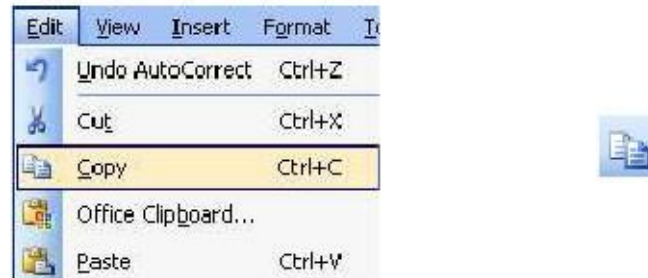 Edit View Insert Format
Undo AutoCorrect Ctrl+Z
Cut Ctrl+X
Copy Ctrl+C
Office Clipboard...
Paste Ctrl+V